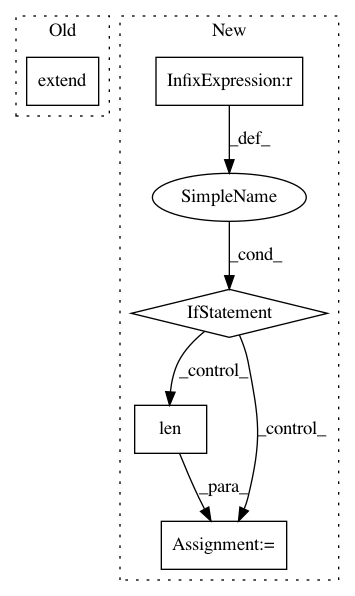 Old
New
extend
InfixExpression:r
_def_
SimpleName
_cond_
IfStatement
_control_
len
_control_
_para_
Assignment:=